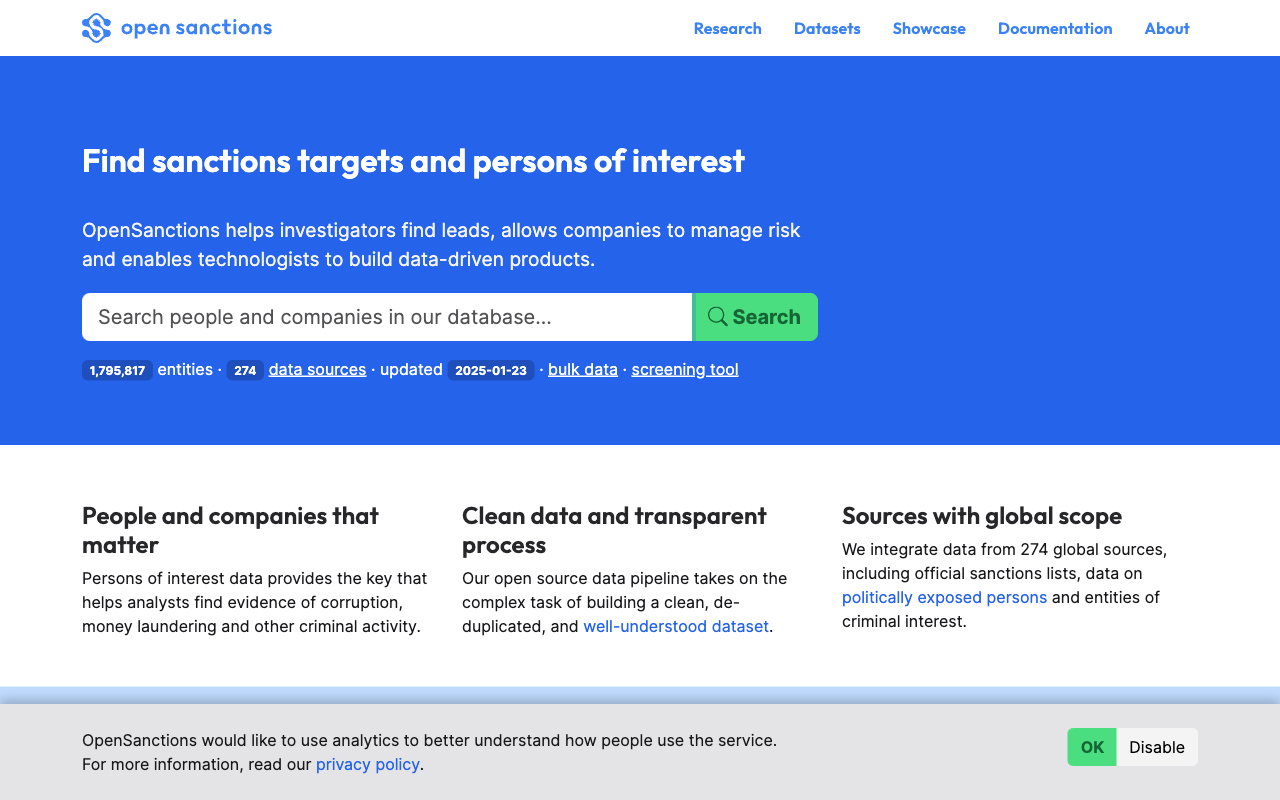 open sanctions
Research Datasets Showcase Documentation About
Find sanctions targets and persons of interest
OpenSanctions helps investigators find leads, allows companies to manage risk
and enables technologists to build data-driven products.
Search people and companies in our database...
Search
1,795,817 entities · 274 data sources · updated 2025-01-23 · bulk data · screening tool
People and companies that
matter
Persons of interest data provides the key that
helps analysts find evidence of corruption,
money laundering and other criminal activity.
Clean data and transparent
process
Our open source data pipeline takes on the
complex task of building a clean, de-
duplicated, and well-understood dataset.
Sources with global scope
We integrate data from 274 global sources,
including official sanctions lists, data on
politically exposed persons and entities of
criminal interest.
OpenSanctions would like to use analytics to better understand how people use the service.
For more information, read our privacy policy.
OK Disable